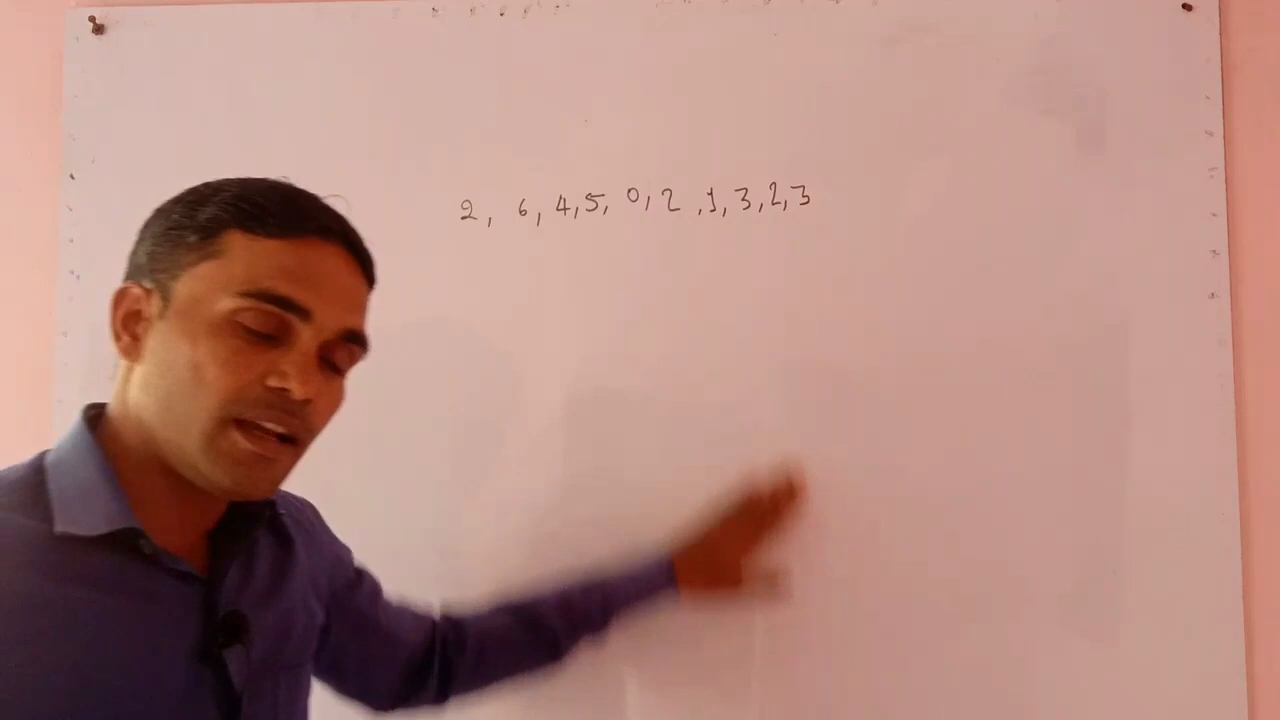 2, 6, 4, 5, 0, 2, 1, 3, 2, 3